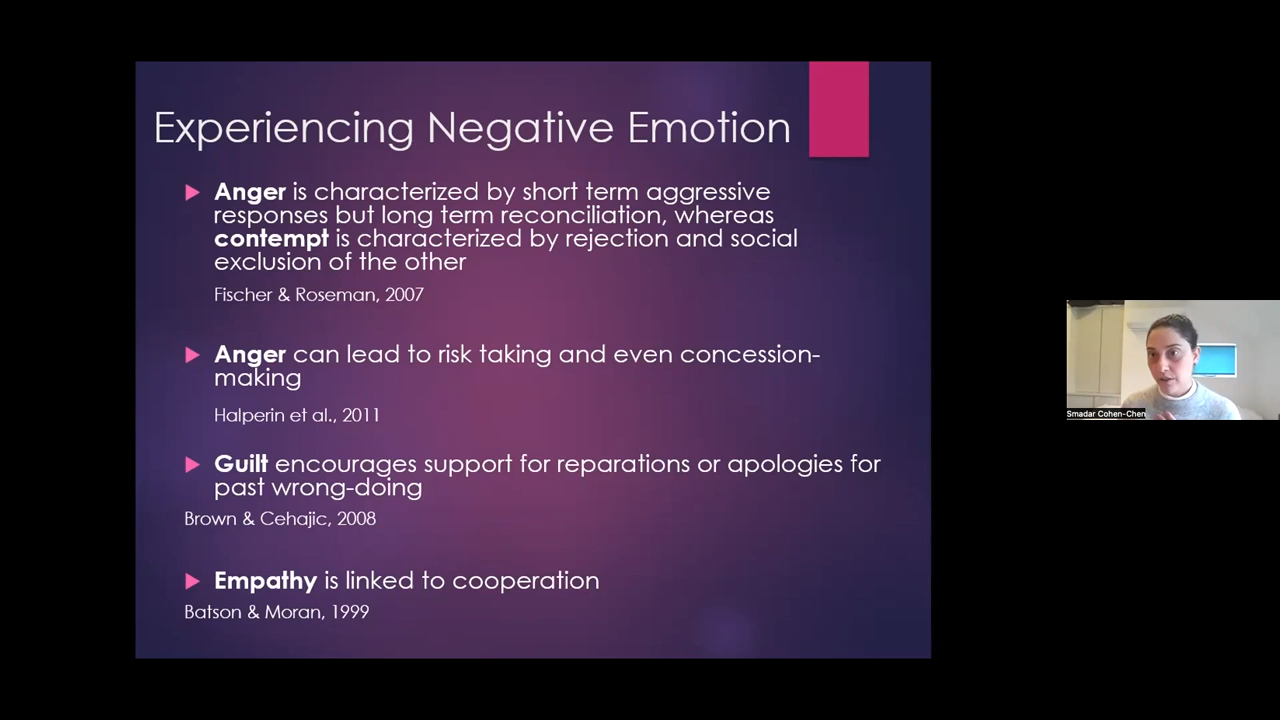 Experiencing Negative Emotion
Anger is characterized by short term aggressive
responses but long term reconciliation, whereas
contempt is characterized by rejection and social
exclusion of the other
Fischer & Roseman, 2007
Anger can lead to risk taking and even concession-
making
Halperin et al., 2011
Guilt encourages support for reparations or apologies for
past wrong-doing
Brown & Cehajic, 2008
Empathy is linked to cooperation
Batson & Moran, 1999
Smadar Cohen-Chen